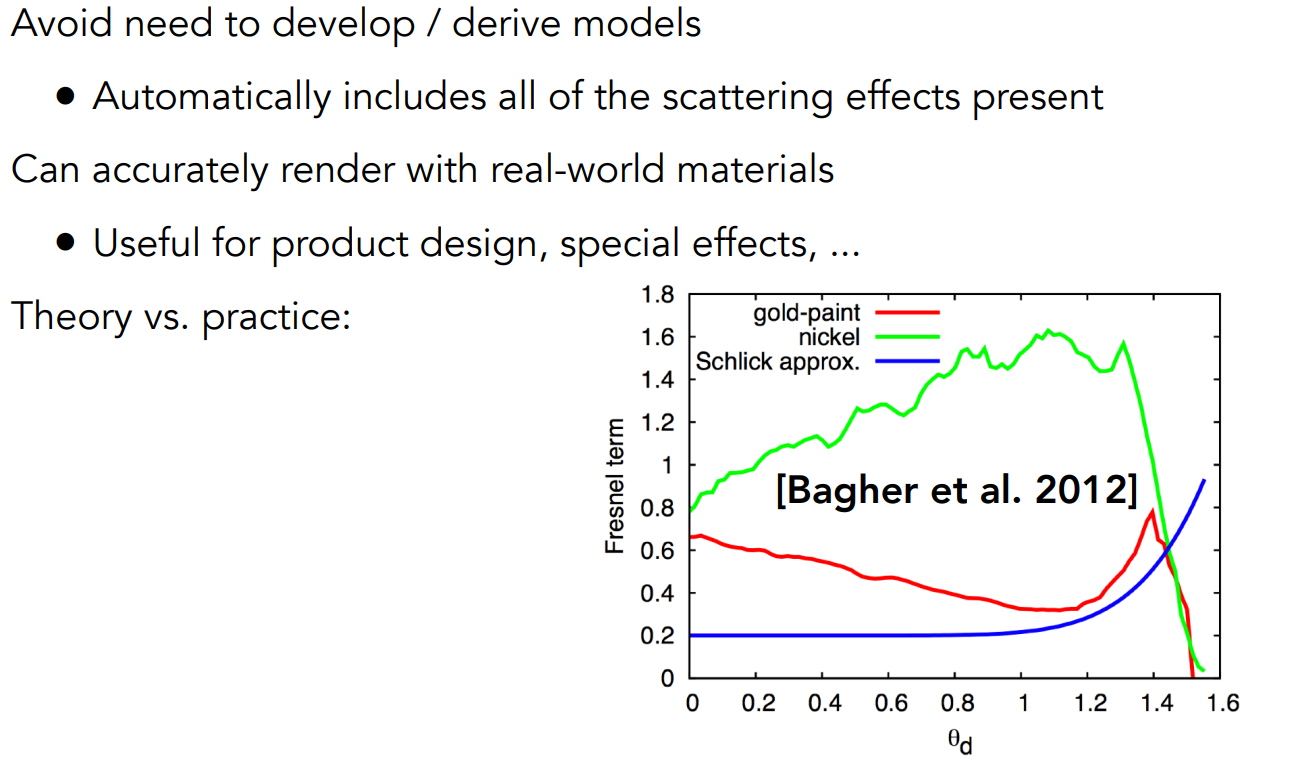 Avoid need to develop / derive models
• Automatically includes all of the scattering effects present
Can accurately render with real-world materials
• Useful for product design, special effects, ...
Theory vs. practice:
1.8
1.6
1.4
1.2
1
0.8
0.6
0.4
0.2
0
Fresnel term
gold-paint
nickel
Schlick approx.
[Bagher et al. 2012]
0 0.2 0.4 0.6 0.8 1 1.2 1.4 1.6
θd